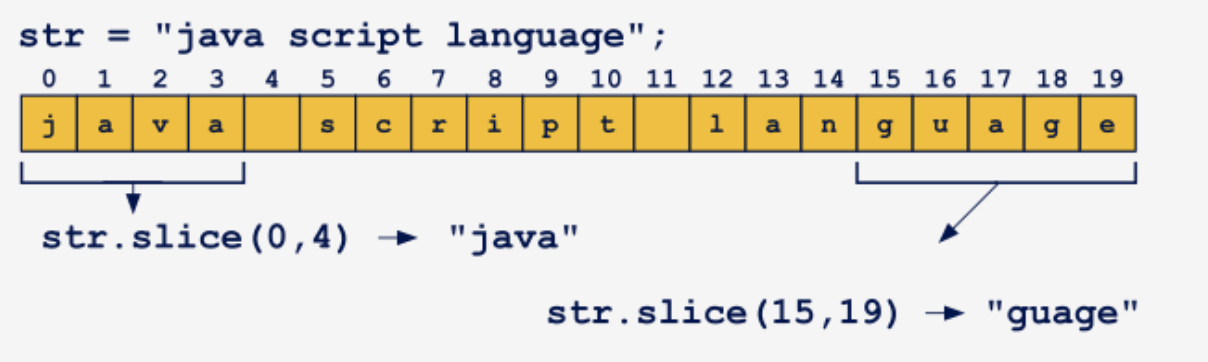 str = "java script language";
0 1 2 3 4 5 6 7 8 9 10 11 12 13 14 15 16 17 18 19
j a v a s c r i p t l a n g u a g e
str.slice(0,4) → "java"
str.slice(15,19) → "guage"